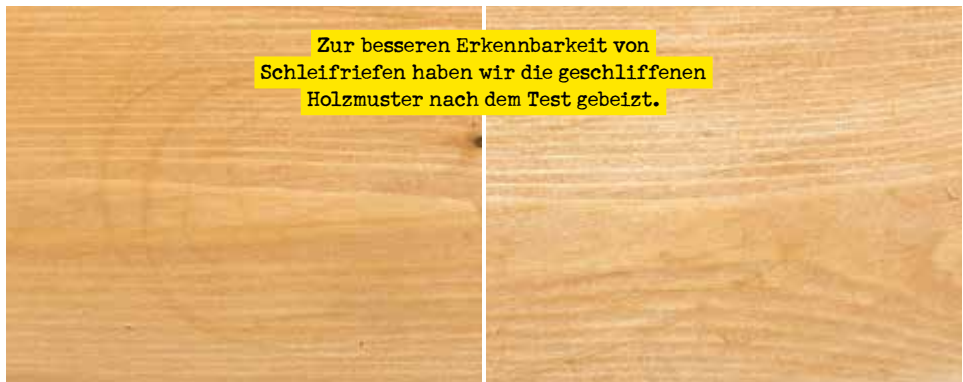 Zur besseren Erkennbarkeit von
Schleifriefen haben wir die geschliffenen
Holzmuster nach dem Test gebeizt.